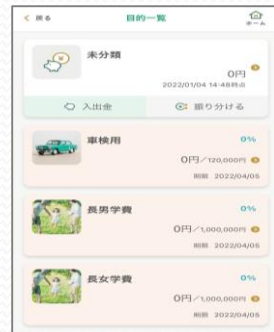 < 戻る 目的一覧 ホーム
未分類
0円
2022/01/04 14:48時点
入出金 振り分ける
車検用 0%
0円/120,000円
期限 2022/04/05
長男学費 0%
0円/1,000,000円
期限 2022/04/05
長女学費 0%
0円/1,000,000円
期限 2022/04/05